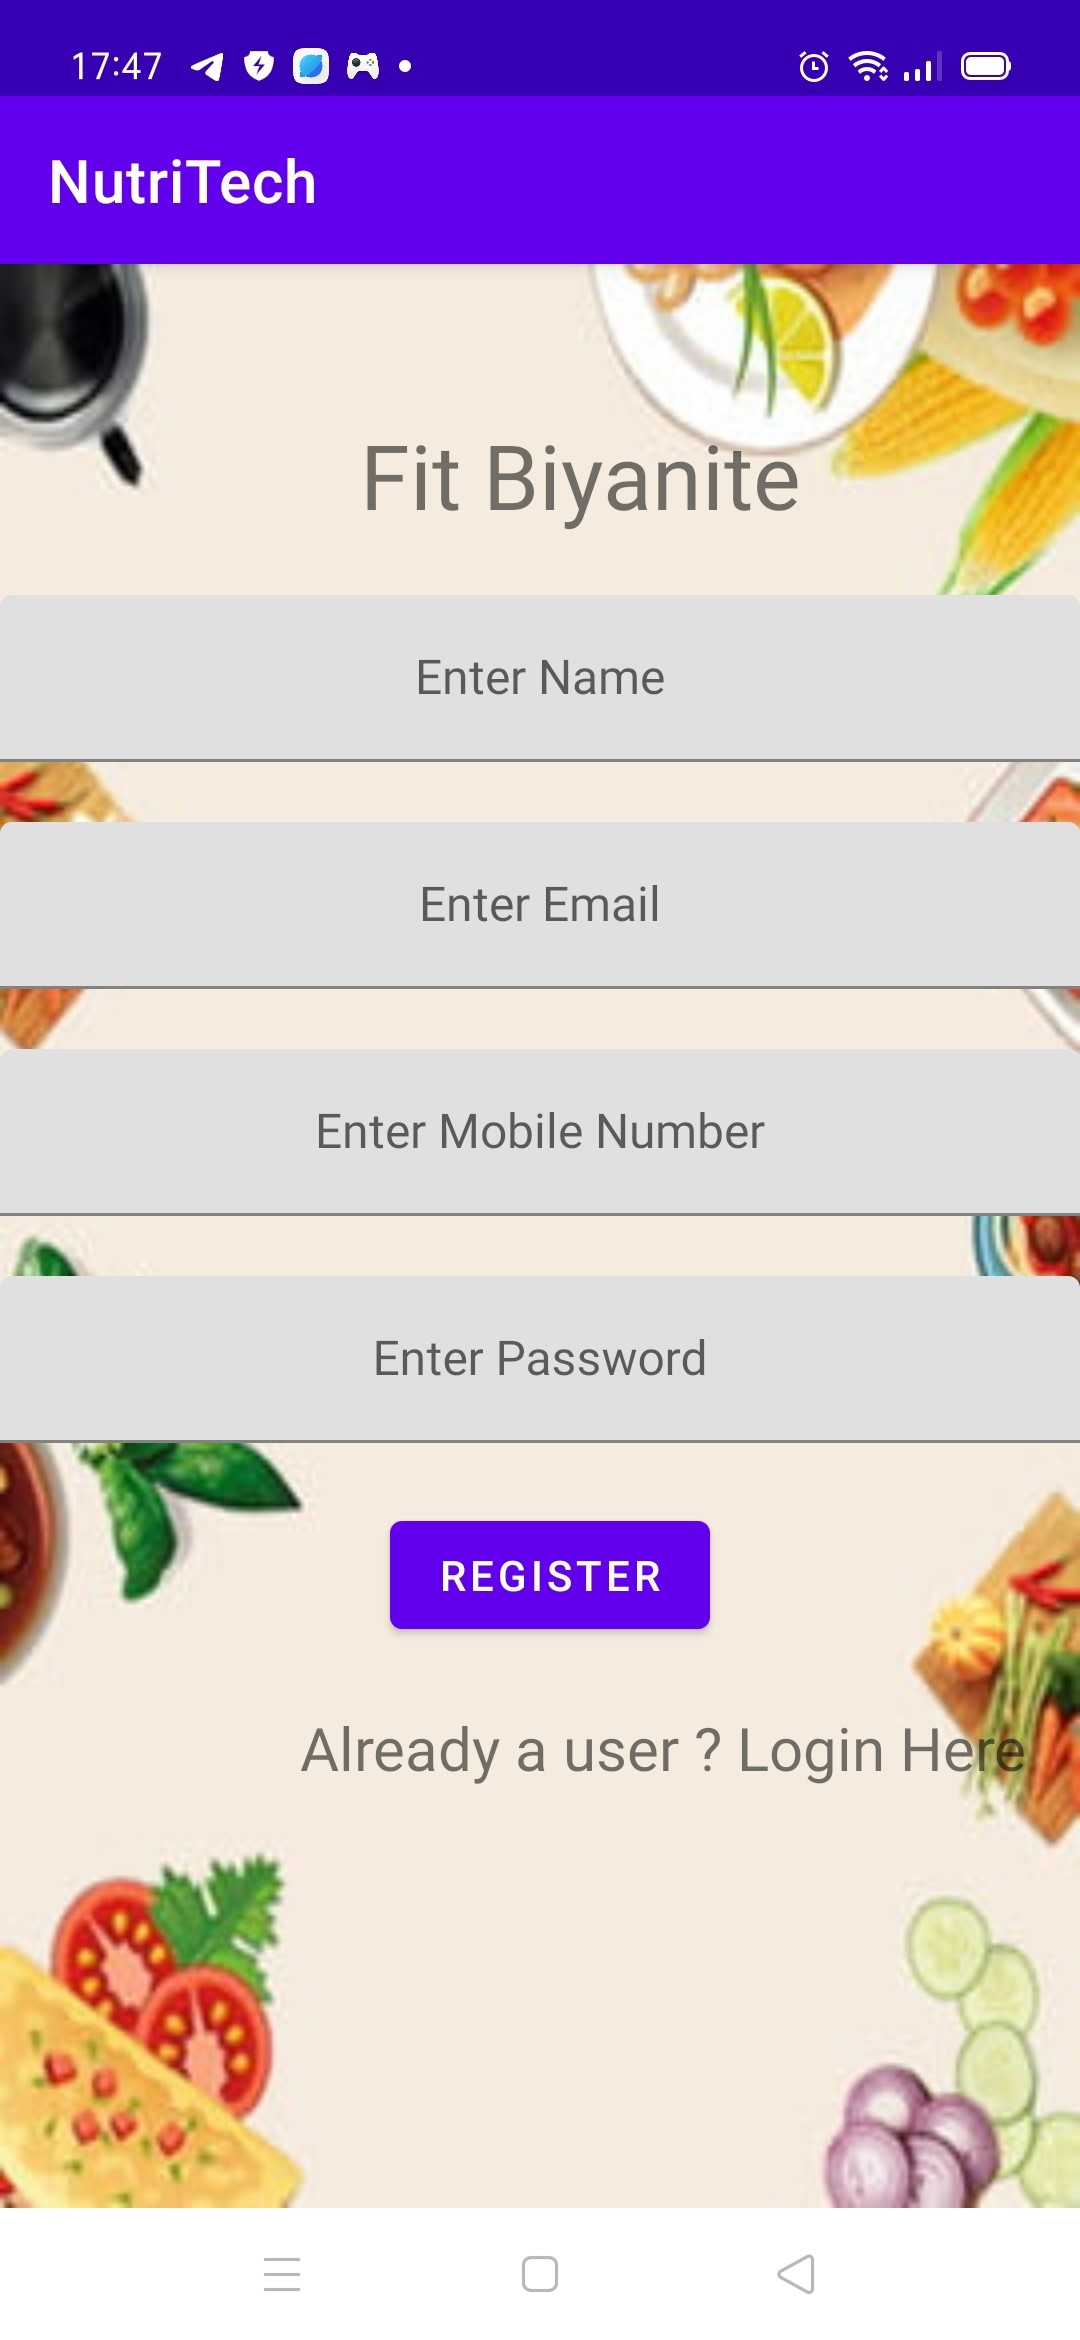 17:47
NutriTech
Fit Biyanite
Enter Name
Enter Email
Enter Mobile Number
Enter Password
REGISTER
Already a user ? Login Here